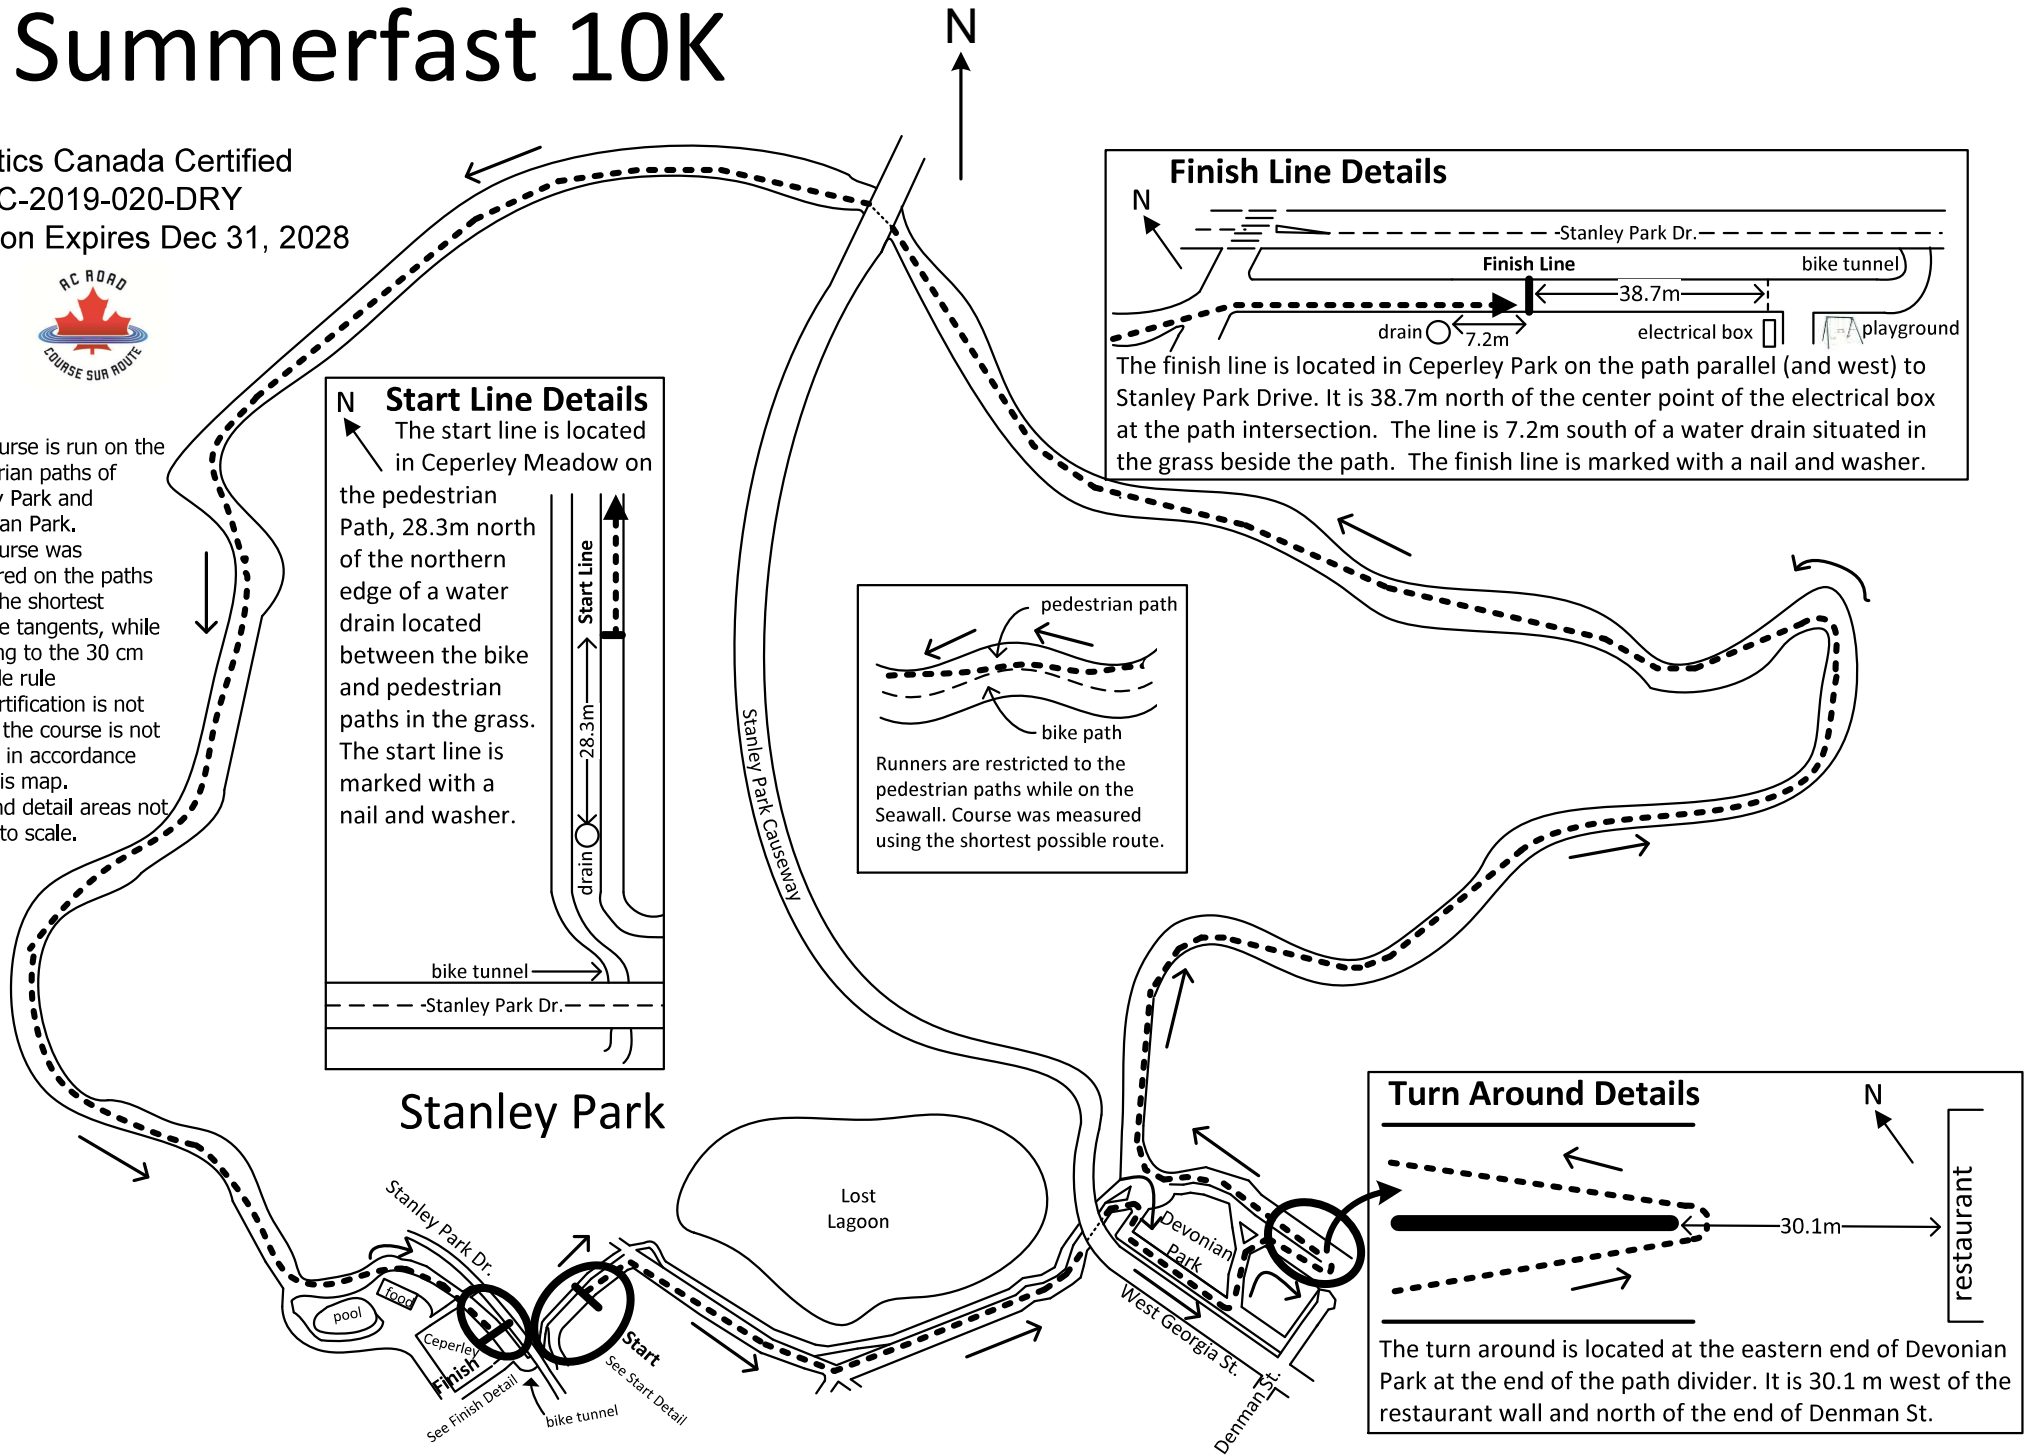 Summerfast 10K
N
tics Canada Certified
C-2019-020-DRY
on Expires Dec 31, 2028
RC ROAD
COURSE SUR ROUTE
urse is run on the
rian paths of
y Park and
an Park.
urse was
red on the paths
he shortest
e tangents, while
ng to the 30 cm
le rule
rtification is not
the course is not
in accordance
is map.
nd detail areas not
to scale.
N
Start Line Details
The start line is located
in Ceperley Meadow on
the pedestrian
Path, 28.3m north
of the northern
edge of a water
drain located
between the bike
and pedestrian
paths in the grass.
The start line is
marked with a
nail and washer.
Start Line
28.3m
drain
bike tunnel
Stanley Park Dr.
Finish Line Details
N
Stanley Park Dr.
Finish Line
bike tunnel
38.7m
drain
7.2m
electrical box
playground
The finish line is located in Ceperley Park on the path parallel (and west) to
Stanley Park Drive. It is 38.7m north of the center point of the electrical box
at the path intersection. The line is 7.2m south of a water drain situated in
the grass beside the path. The finish line is marked with a nail and washer.
pedestrian path
bike path
Runners are restricted to the
pedestrian paths while on the
Seawall. Course was measured
using the shortest possible route.
Stanley Park Causeway
Stanley Park
Lost
Lagoon
Stanley Park Dr.
pool
food
Ceperley
Finish
See Finish Detail
bike tunnel
Start
See Start Detail
Devonian
Park
West Georgia St.
Denman St.
Turn Around Details
N
30.1m
restaurant
The turn around is located at the eastern end of Devonian
Park at the end of the path divider. It is 30.1 m west of the
restaurant wall and north of the end of Denman St.